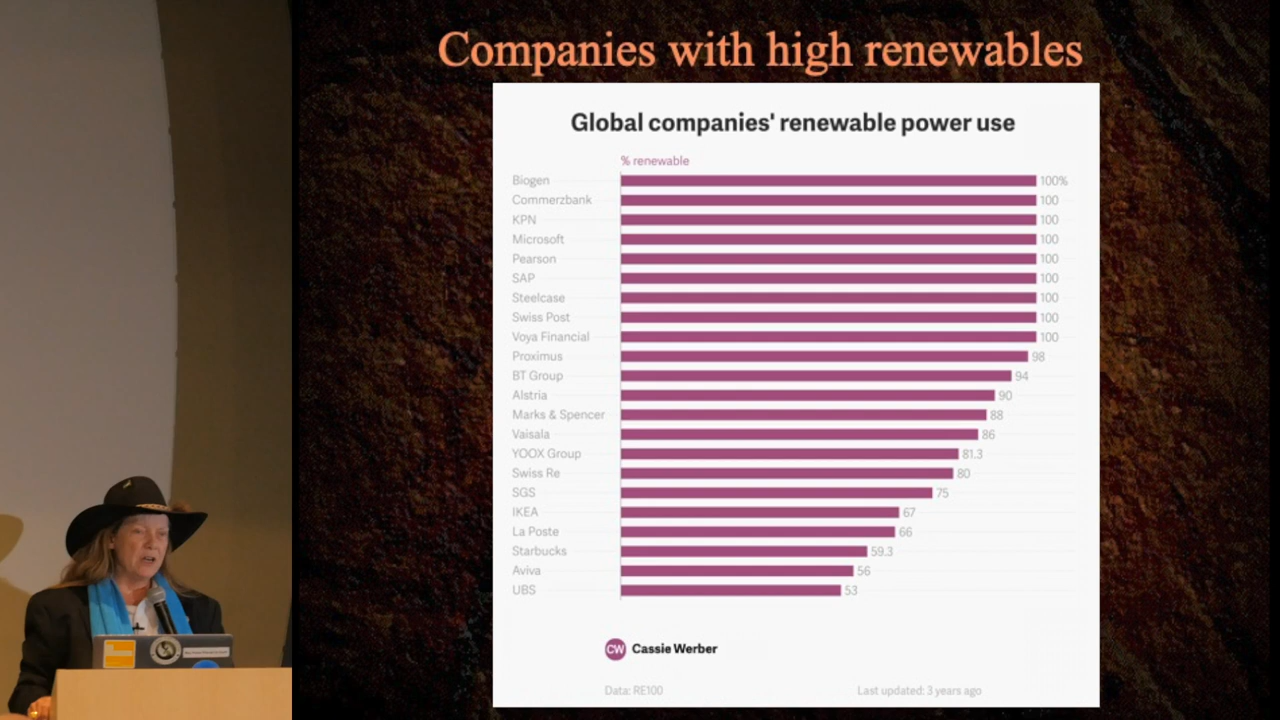 Companies with high renewables
Global companies' renewable power use
% renewable
Biogen 100%
Commerzbank 100
KPN 100
Microsoft 100
Pearson 100
SAP 100
Steelcase 100
Swiss Post 100
Voya Financial 100
Proximus 98
BT Group 94
Alstria 90
Marks & Spencer 88
Vaisala 86
YOOX Group 81.3
Swiss Re 80
SGS 75
IKEA 67
La Poste 66
Starbucks 59.3
Aviva 56
UBS 53
CW Cassie Werber
Data: RE100 Last updated: 3 years ago